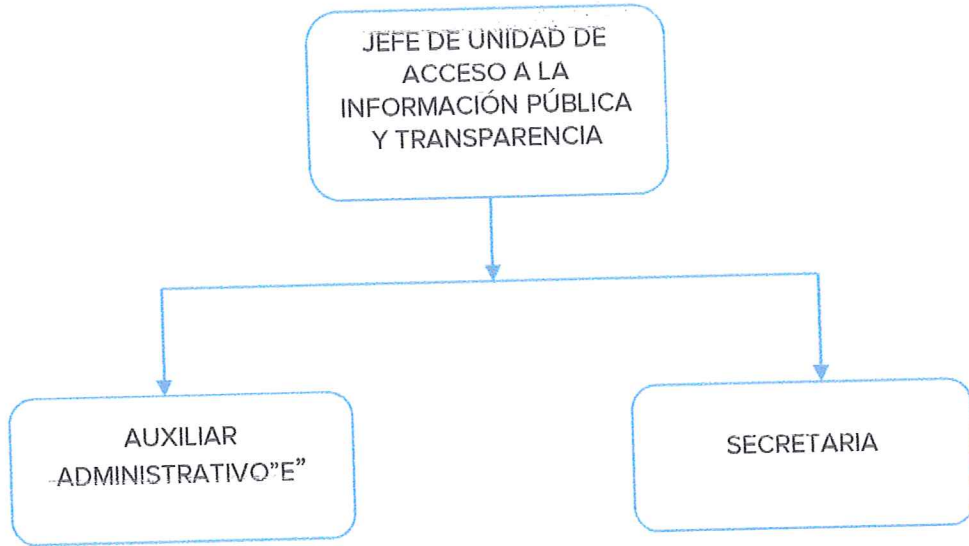 JEFE DE UNIDAD DE
ACCESO A LA
INFORMACIÓN PÚBLICA
Y TRANSPARENCIA
AUXILIAR
ADMINISTRATIVO"E"
SECRETARIA